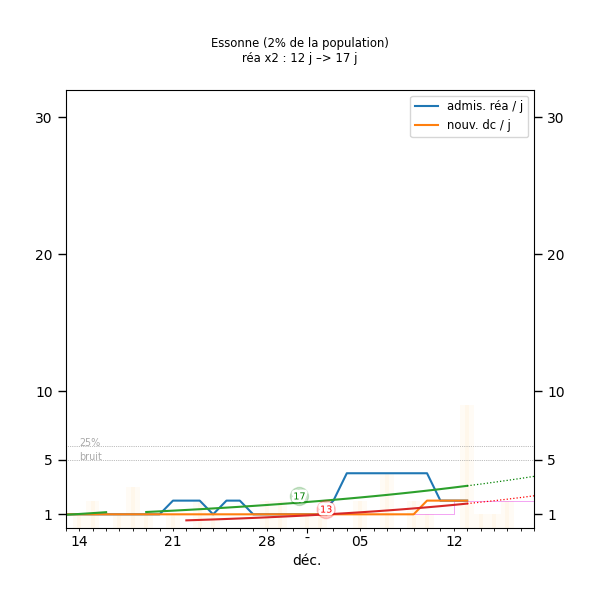 Essonne (2% de la population)
réa x2 : 12 j –> 17 j
admis. réa / j
nouv. dc / j
30 30
20 20
10 10
25%
bruit
5 5
17
13
1 1
14 21 28 - 05 12
déc.